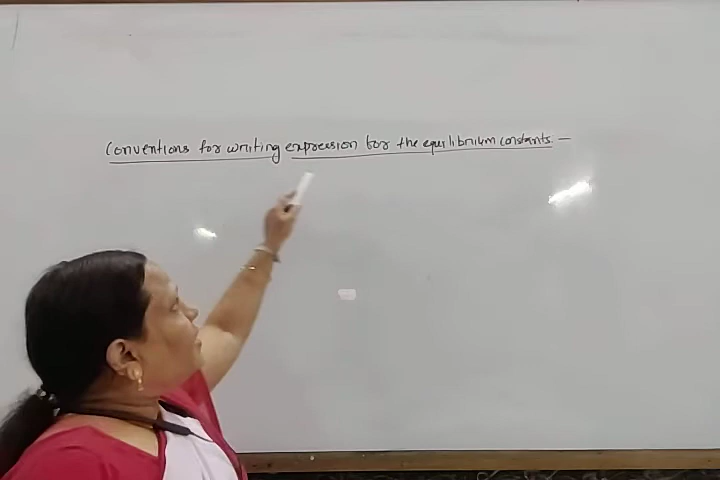 Conventions for writing expression for the equilibrium constants. —